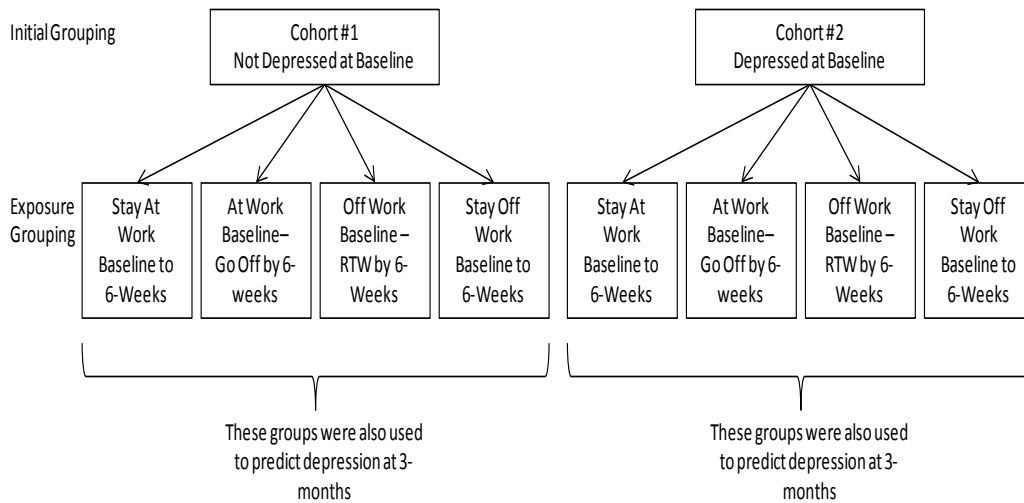 Initial Grouping
Cohort #1
Not Depressed at Baseline
Cohort #2
Depressed at Baseline
Exposure
Grouping
Stay At
Work
Baseline to
6-Weeks
At Work
Baseline–
Go Off by 6-
weeks
Off Work
Baseline –
RTW by 6-
Weeks
Stay Off
Work
Baseline to
6-Weeks
Stay At
Work
Baseline to
6-Weeks
At Work
Baseline–
Go Off by 6-
weeks
Off Work
Baseline –
RTW by 6-
Weeks
Stay Off
Work
Baseline to
6-Weeks
These groups were also used
to predict depression at 3-
months
These groups were also used
to predict depression at 3-
months